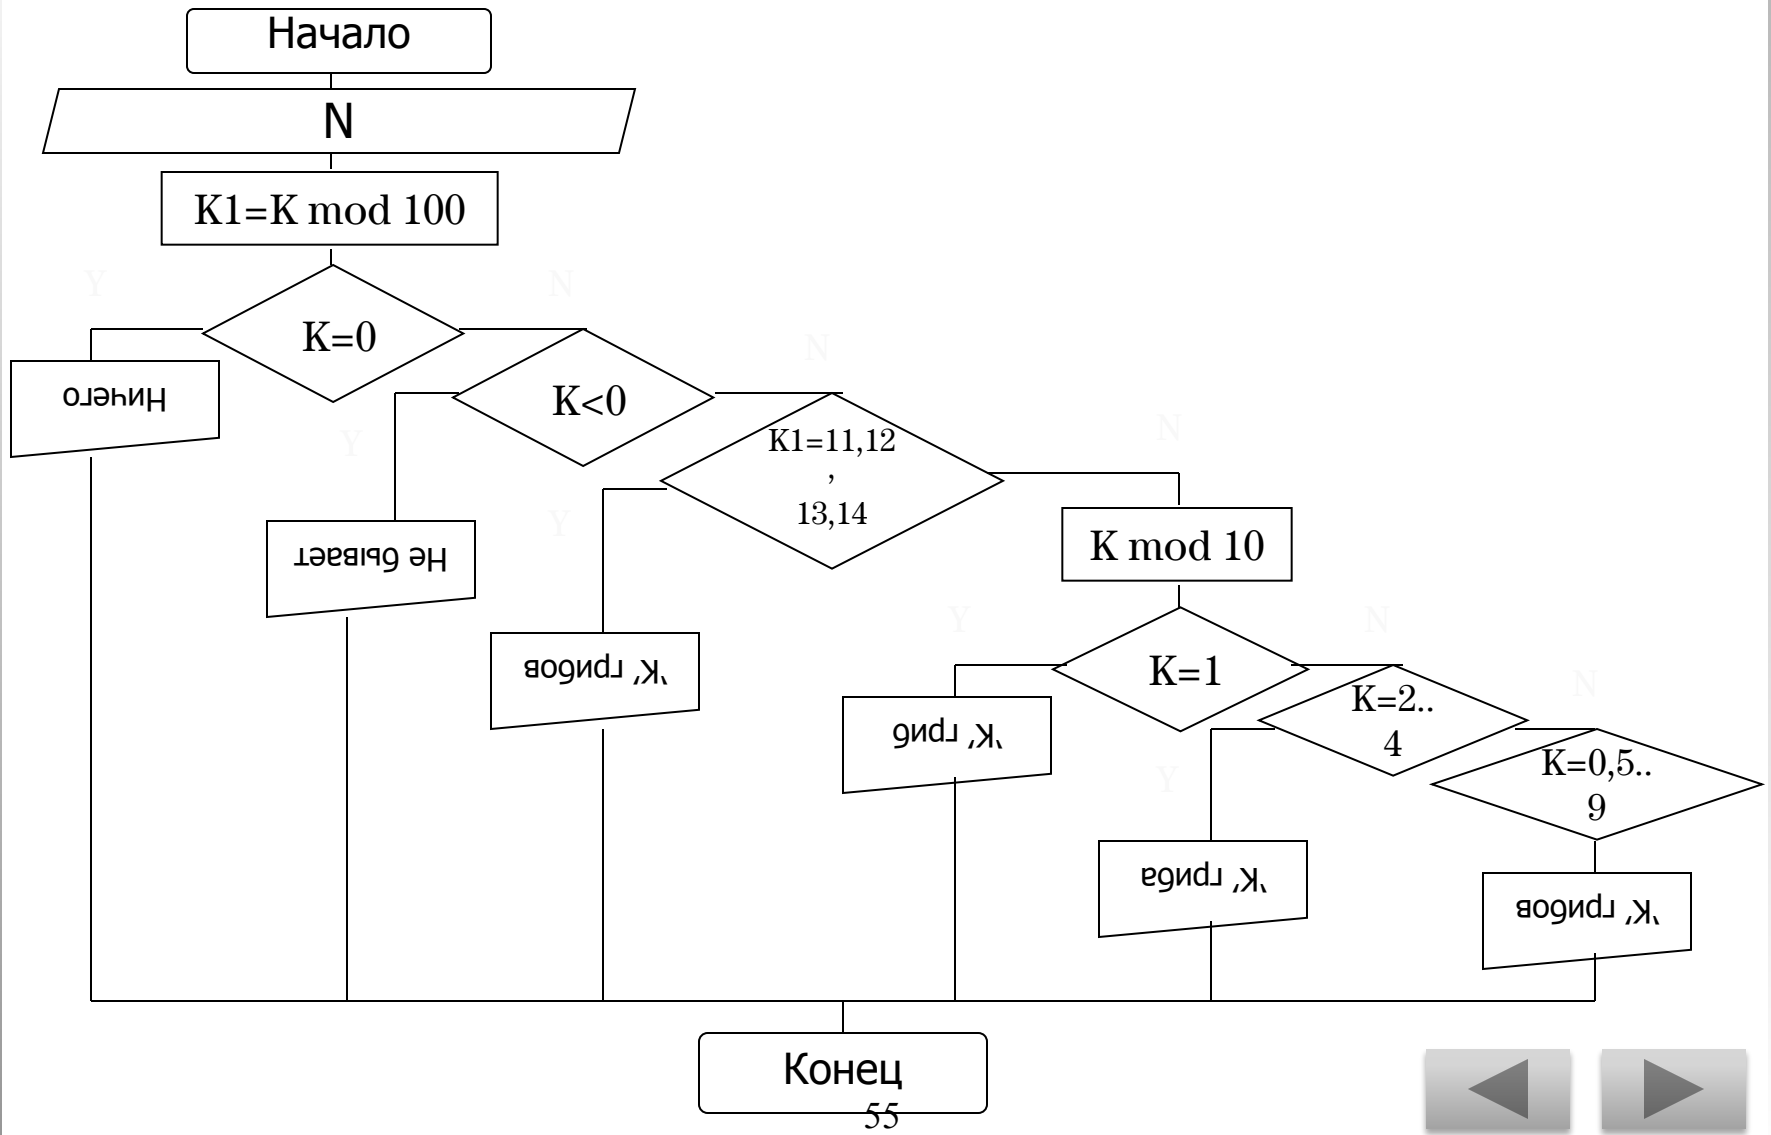 Начало
N
K1=K mod 100
Y
N
K=0
N
Ничего
K<0
Y
N
K1=11,12
,
13,14
Y
Не бывает
K mod 10
'K' грибов
Y
N
K=1
K=2..
4
N
'K' гриб
Y
K=0,5..
9
'K' гриба
'K' грибов
Конец
55